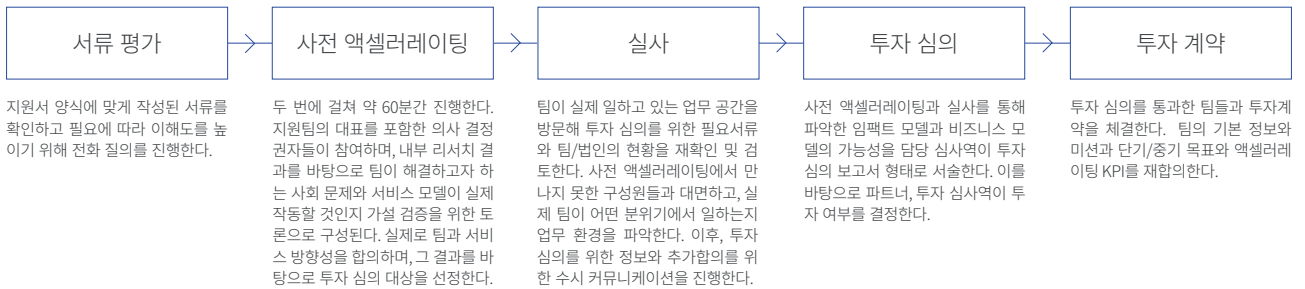 서류 평가
사전 액셀러레이팅
실사
투자 심의
투자 계약
지원서 양식에 맞게 작성된 서류를
확인하고 필요에 따라 이해도를 높
이기 위해 전화 질의를 진행한다.
두 번에 걸쳐 약 60분간 진행한다.
지원팀의 대표를 포함한 의사 결정
권자들이 참여하며, 내부 리서치 결
과를 바탕으로 팀이 해결하고자 하
는 사회 문제와 서비스 모델이 실제
작동할 것인지 가설 검증을 위한 토
론으로 구성된다. 실제로 팀과 서비
스 방향성을 합의하며, 그 결과를 바
탕으로 투자 심의 대상을 선정한다.
팀이 실제 일하고 있는 업무 공간을
방문해 투자 심의를 위한 필요서류
와 팀/법인의 현황을 재확인 및 검
토한다. 사전 액셀러레이팅에서 만
나지 못한 구성원들과 대면하고, 실
제 팀이 어떤 분위기에서 일하는지
업무 환경을 파악한다. 이후, 투자
심의를 위한 정보와 추가합의를 위
한 수시 커뮤니케이션을 진행한다.
사전 액셀러레이팅과 실사를 통해
파악한 임팩트 모델과 비즈니스 모
델의 가능성을 담당 심사역이 투자
심의 보고서 형태로 서술한다. 이를
바탕으로 파트너, 투자 심사역이 투
자 여부를 결정한다.
투자 심의를 통과한 팀들과 투자계
약을 체결한다. 팀의 기본 정보와
미션과 단기/중기 목표와 액셀러레
이팅 KPI를 재합의한다.